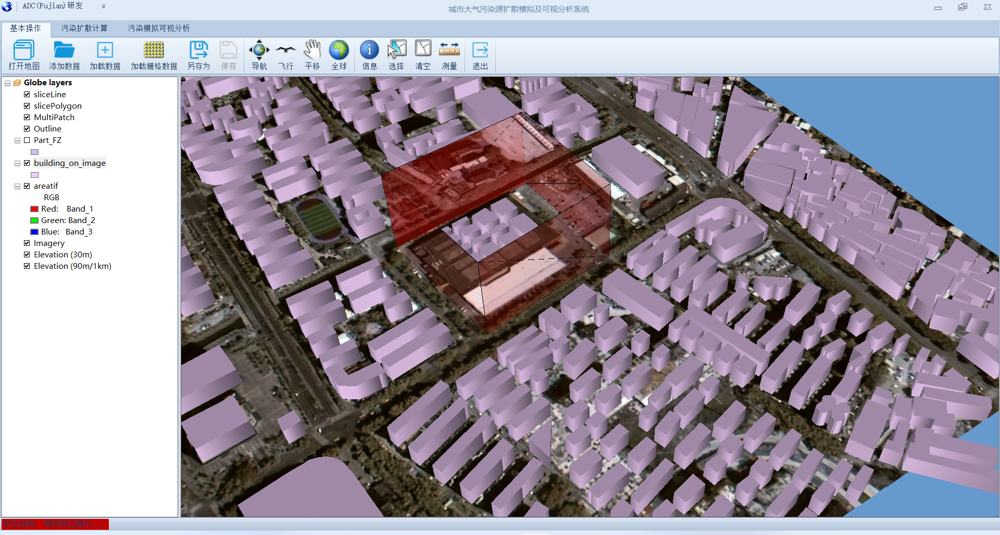 ADC(Fujian)研发
城市大气污染源扩散模拟及可视分析系统
基本操作 污染扩散计算 污染模拟可视分析
打开地图 添加数据 加载数据 加载栅格数据 另存为 保存 导航 飞行 平移 全球 信息 选择 清空 测量 退出
Globe layers
sliceLine
slicePolygon
MultiPatch
Outline
Part_FZ
building_on_image
areatif
RGB
Red: Band_1
Green: Band_2
Blue: Band_3
Imagery
Elevation (30m)
Elevation (90m/1km)